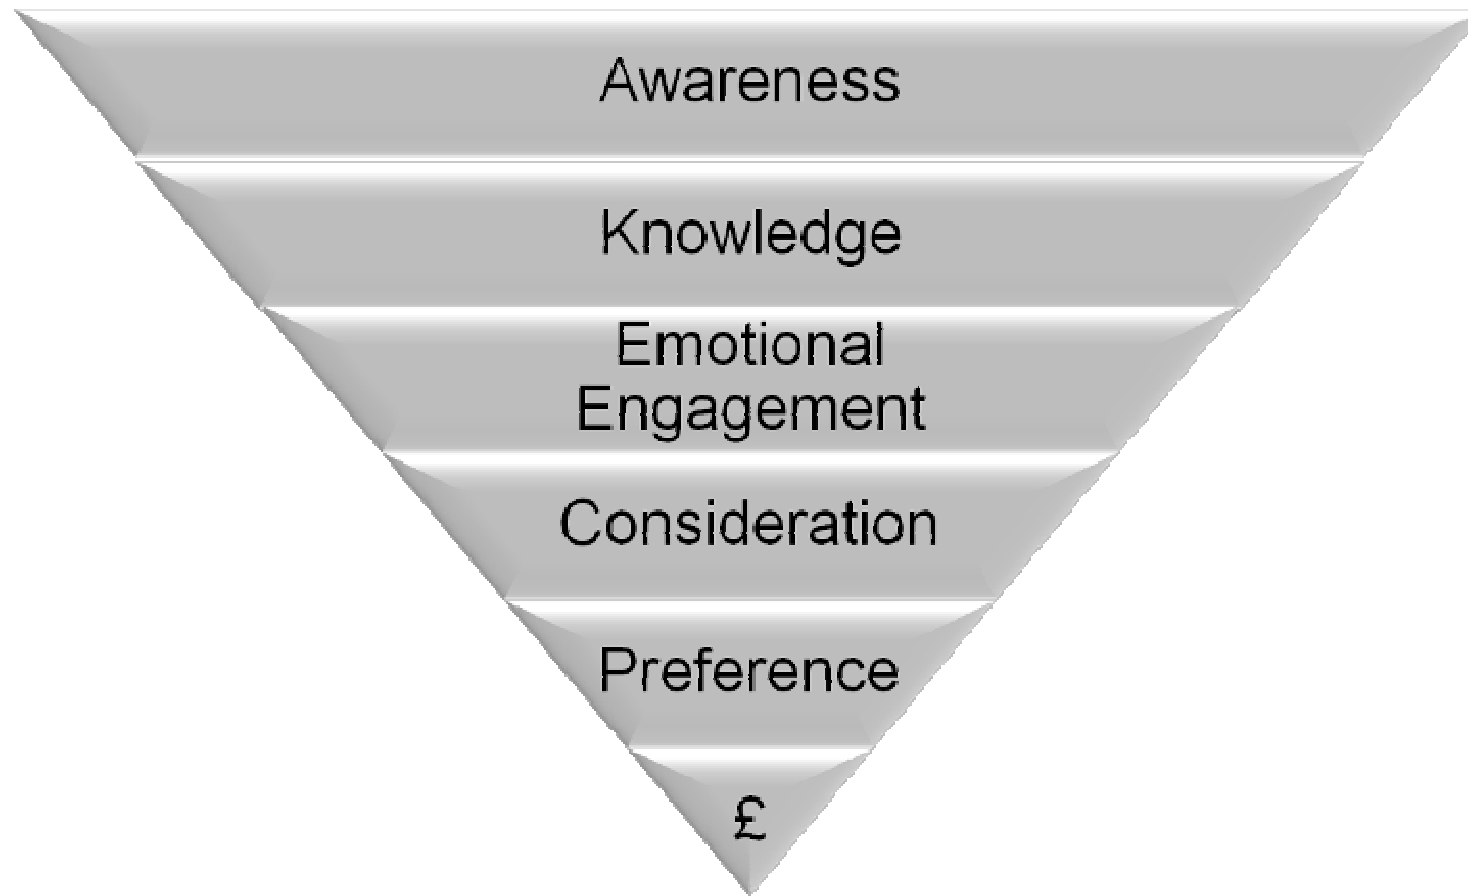 Awareness
Knowledge
Emotional
Engagement
Consideration
Preference
£